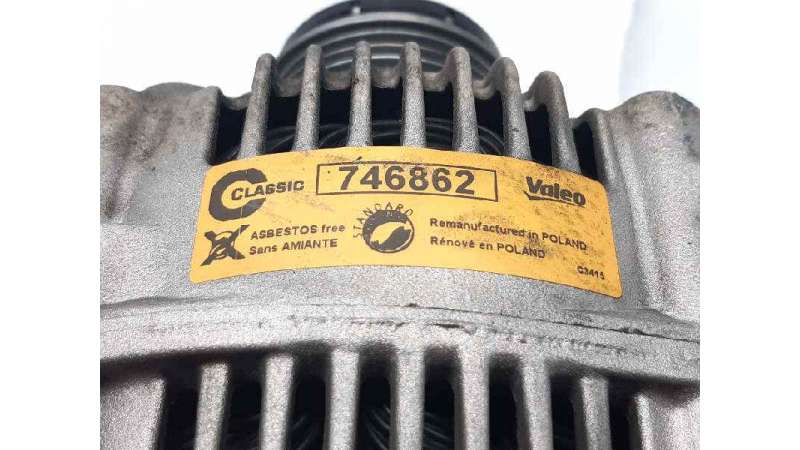 C CLASSIC 746862 Valeo
ASBESTOS free
Sans AMIANTE
STANDARD
Remanufactured in POLAND
Rénové en POLAND
C3415